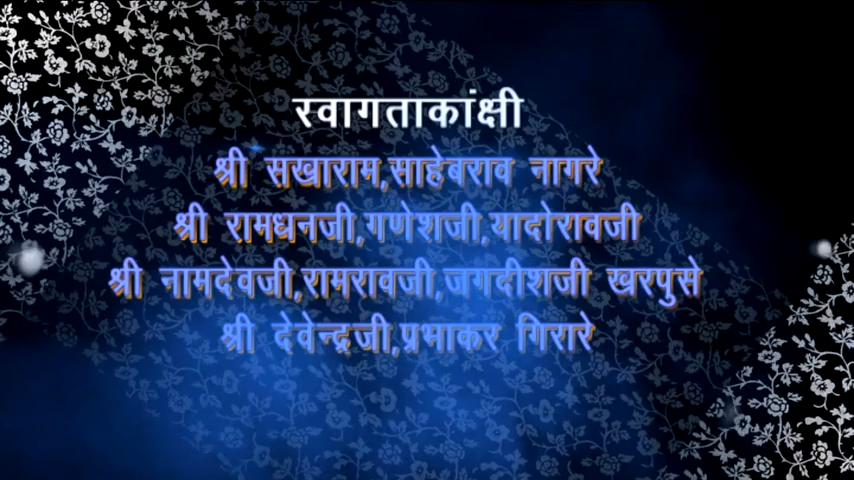 स्वागताकांक्षी
श्री सखाराम,साहेबराव नागरे
श्री रामधनजी,गणेशजी,यादोरावजी
श्री नामदेवजी,रामरावजी,जगदीशजी खरपुसे
श्री देवेन्द्रजी,प्रभाकर गिरारे